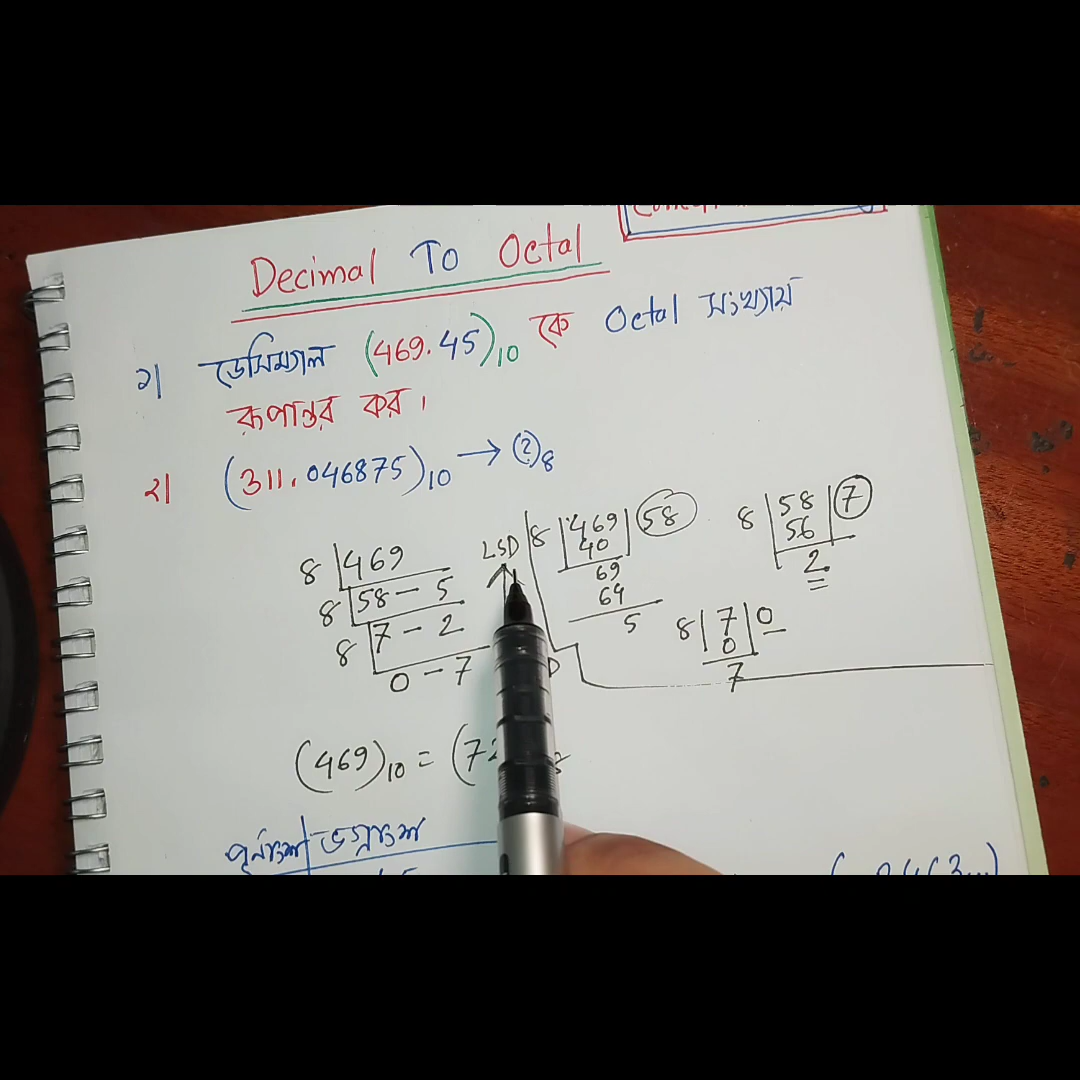 Decimal To Octal
১। ডেসিম্যাল (469.45)10 কে Octal সংখ্যায়
রূপান্তর কর।
২। (311.046875)10 → (?)8
8 469 LSD
8 58 - 5
8 7 - 2
0 - 7
8 469 58
40
69
64
5
8 58 7
56
2
8 7 0
0
7
(469)10 = (72
পূর্নাংশ ভগ্নাংশ